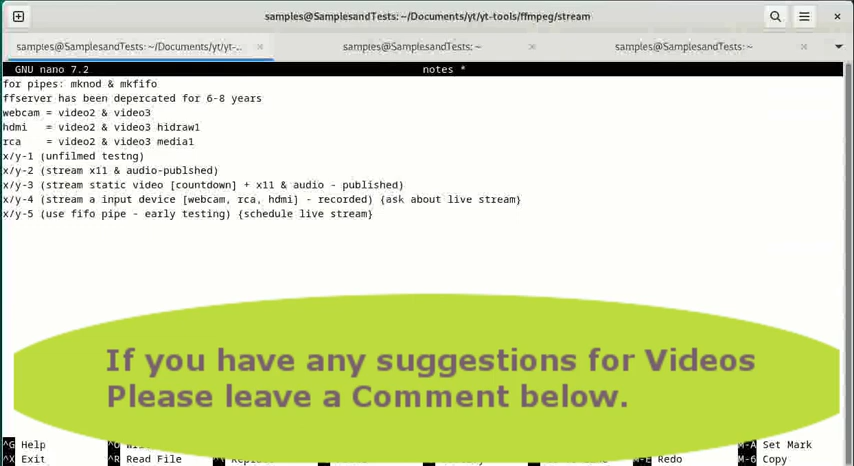 samples@SamplesandTests: ~/Documents/yt/yt-tools/ffmpeg/stream
samples@SamplesandTests: ~/Documents/yt/yt-...
samples@SamplesandTests: ~
samples@SamplesandTests: ~
GNU nano 7.2 notes *
for pipes: mknod & mkfifo
ffserver has been depercated for 6-8 years
webcam = video2 & video3
hdmi = video2 & video3 hidraw1
rca = video2 & video3 media1
x/y-1 (unfilmed testng)
x/y-2 (stream x11 & audio-publshed)
x/y-3 (stream static video [countdown] + x11 & audio - published)
x/y-4 (stream a input device [webcam, rca, hdmi] - recorded) {ask about live stream}
x/y-5 (use fifo pipe - early testing) {schedule live stream}
If you have any suggestions for Videos
Please leave a Comment below.
^G Help M-A Set Mark
^X Exit ^R Read File M-E Redo M-6 Copy